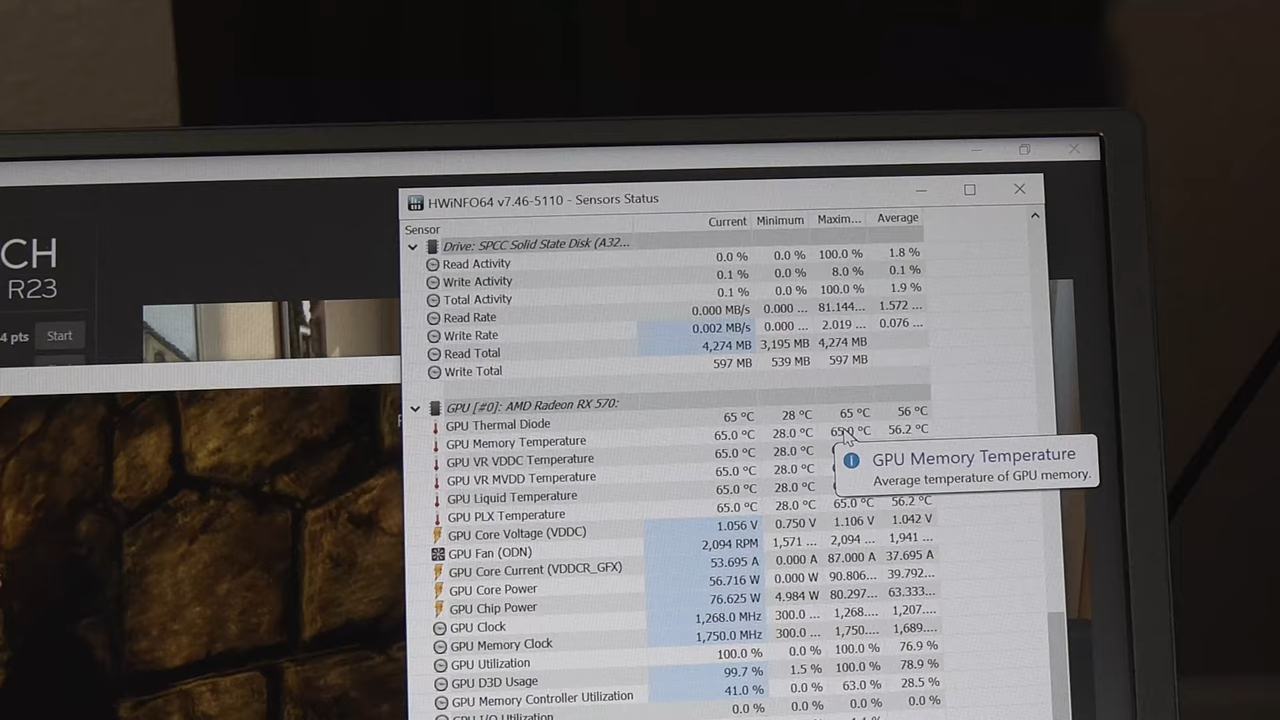 CH
R23
4 pts Start
HWiNFO64 v7.46-5110 - Sensors Status
Sensor Current Minimum Maxim... Average
Drive: SPCC Solid State Disk (A32...
Read Activity 0.0 % 0.0 % 100.0 % 1.8 %
Write Activity 0.1 % 0.0 % 8.0 % 0.1 %
Total Activity 0.1 % 0.0 % 100.0 % 1.9 %
Read Rate 0.000 MB/s 0.000 ... 81.144... 1.572 ...
Write Rate 0.002 MB/s 0.000 ... 2.019 ... 0.076 ...
Read Total 4,274 MB 3,195 MB 4,274 MB
Write Total 597 MB 539 MB 597 MB
GPU [#0]: AMD Radeon RX 570:
GPU Thermal Diode 65 °C 28 °C 65 °C 56 °C
GPU Memory Temperature 65.0 °C 28.0 °C 65.0 °C 56.2 °C
GPU VR VDDC Temperature 65.0 °C 28.0 °C
GPU VR MVDD Temperature 65.0 °C 28.0 °C
GPU Liquid Temperature 65.0 °C 28.0 °C
GPU PLX Temperature 65.0 °C 28.0 °C 65.0 °C 56.2 °C
GPU Memory Temperature
Average temperature of GPU memory.
GPU Core Voltage (VDDC) 1.056 V 0.750 V 1.106 V 1.042 V
GPU Fan (ODN) 2,094 RPM 1,571 ... 2,094 ... 1,941 ...
GPU Core Current (VDDCR_GFX) 53.695 A 0.000 A 87.000 A 37.695 A
GPU Core Power 56.716 W 0.000 W 90.806... 39.792...
GPU Chip Power 76.625 W 4.984 W 80.297... 63.333...
GPU Clock 1,268.0 MHz 300.0 ... 1,268.... 1,207....
GPU Memory Clock 1,750.0 MHz 300.0 ... 1,750.... 1,689....
GPU Utilization 100.0 % 0.0 % 100.0 % 76.9 %
GPU D3D Usage 99.7 % 1.5 % 100.0 % 78.9 %
GPU Memory Controller Utilization 41.0 % 0.0 % 63.0 % 28.5 %
GPU I/O Utilization 0.0 % 0.0 % 0.0 % 0.0 %